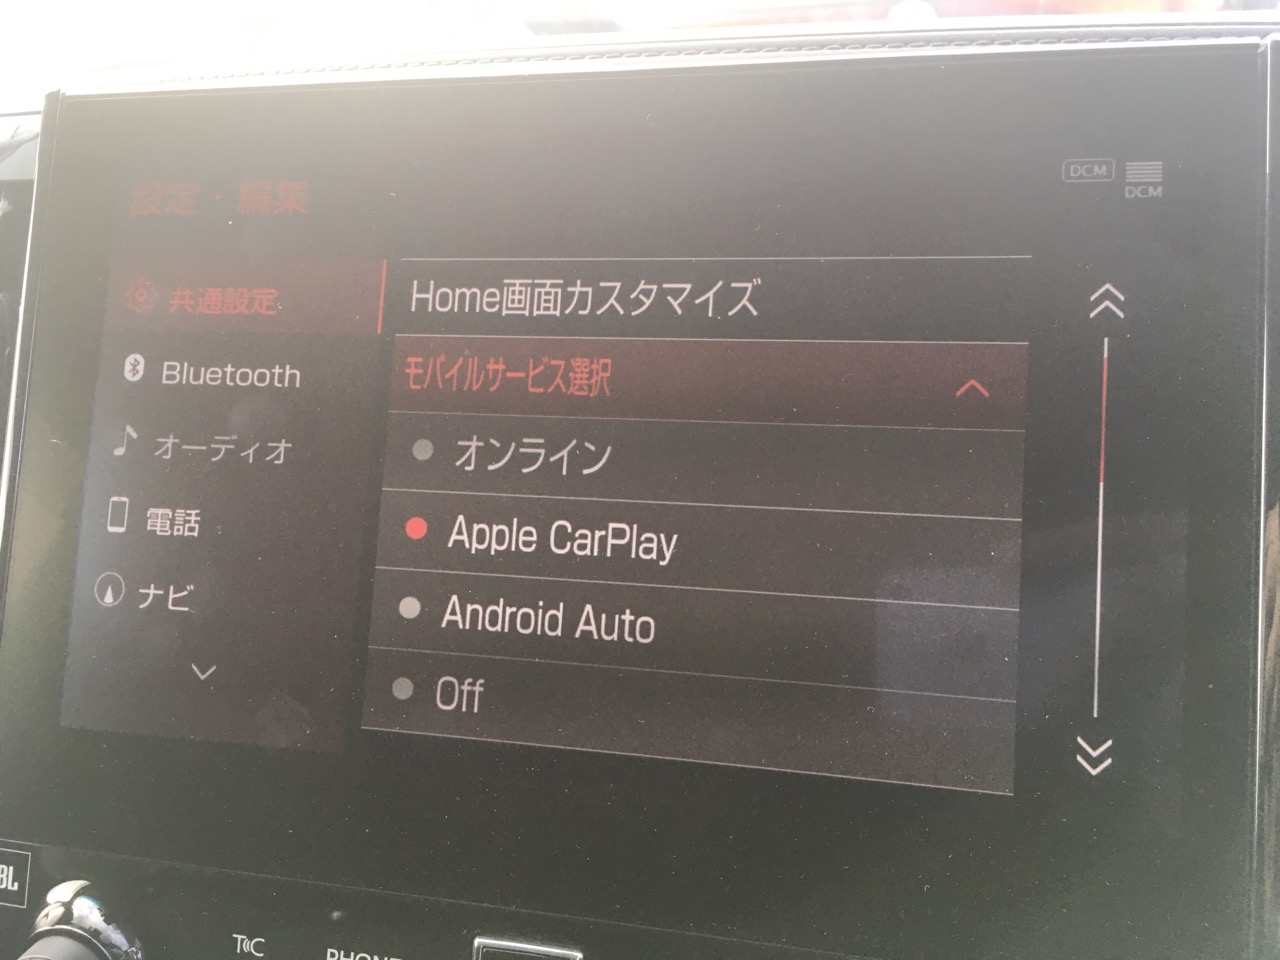 DCM
DCM
設定・編集
共通設定
Bluetooth
オーディオ
電話
ナビ
Home画面カスタマイズ
モバイルサービス選択
オンライン
Apple CarPlay
Android Auto
Off
BL
T C
PHONE